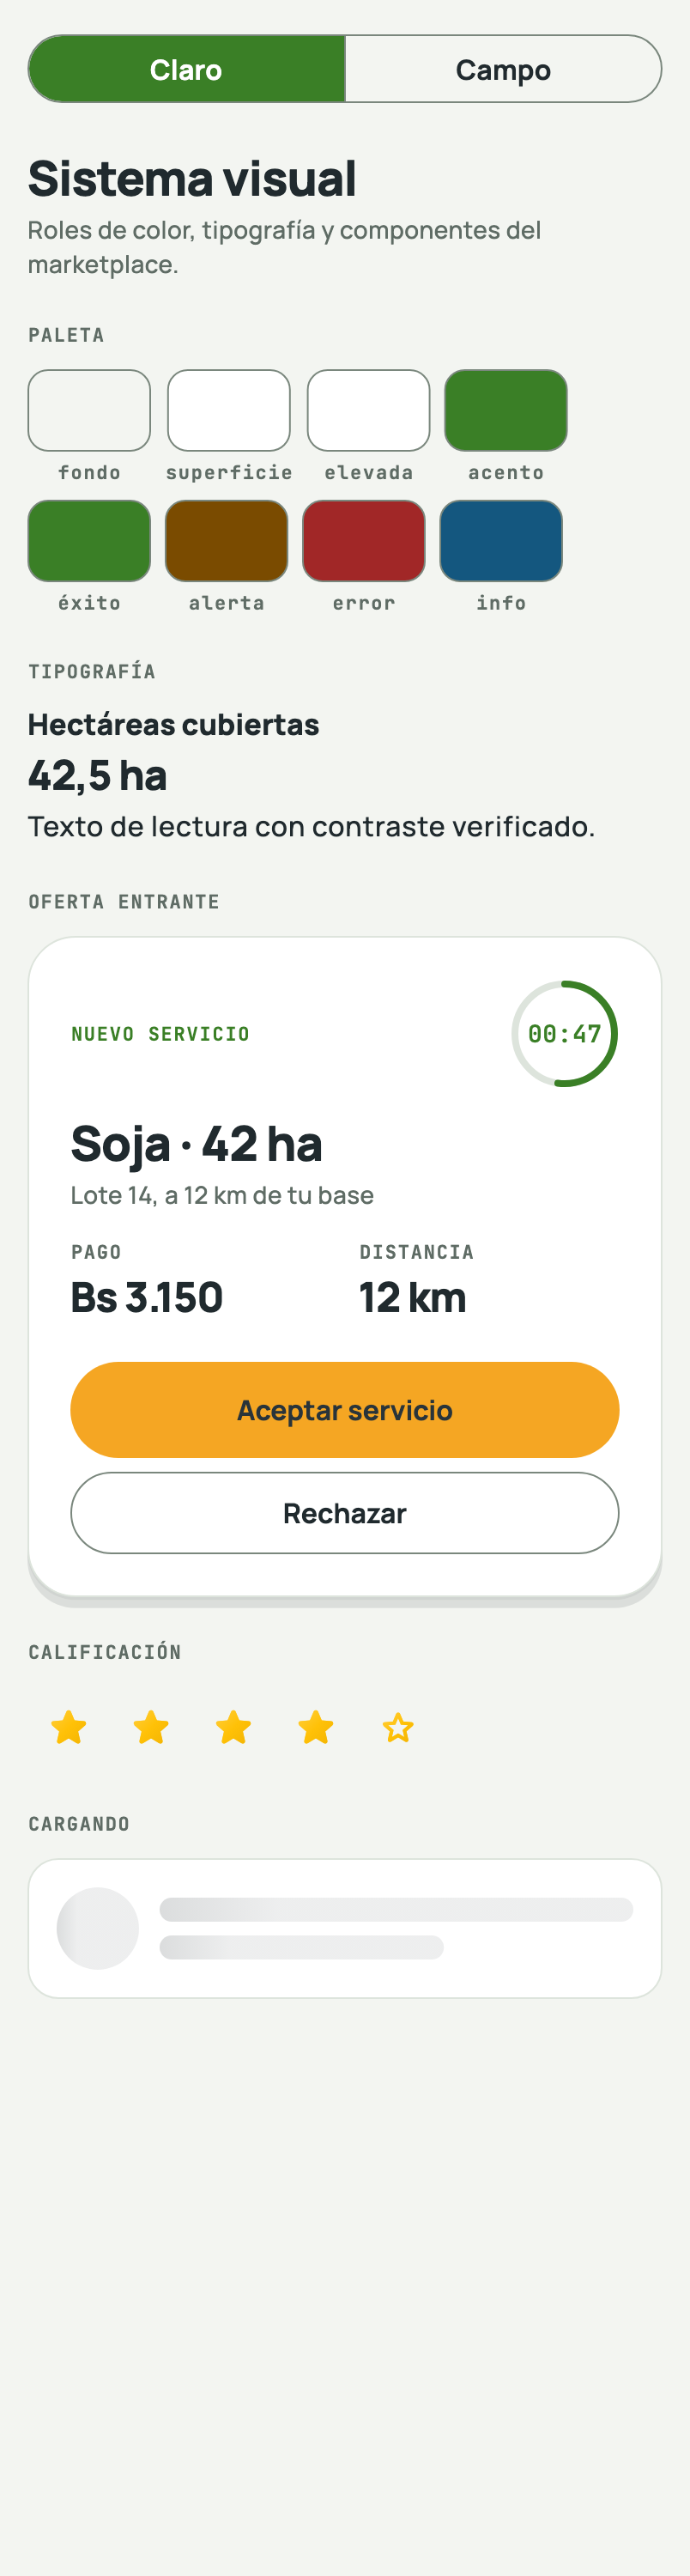 Claro Campo
Sistema visual
Roles de color, tipografía y componentes del
marketplace.
PALETA
fondo superficie elevada acento
éxito alerta error info
TIPOGRAFÍA
Hectáreas cubiertas
42,5 ha
Texto de lectura con contraste verificado.
OFERTA ENTRANTE
NUEVO SERVICIO 00:47
Soja · 42 ha
Lote 14, a 12 km de tu base
PAGO DISTANCIA
Bs 3.150 12 km
Aceptar servicio
Rechazar
CALIFICACIÓN
CARGANDO